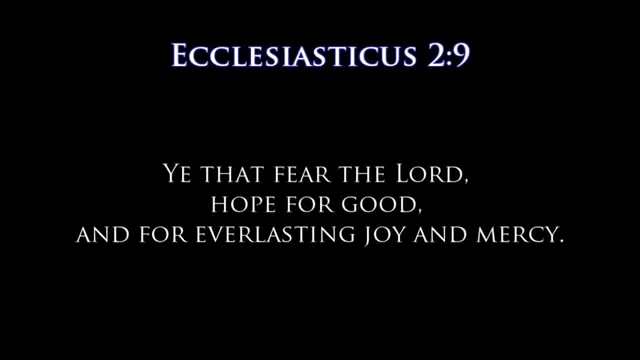 Ecclesiasticus 2:9
Ye that fear the Lord,
hope for good,
and for everlasting joy and mercy.